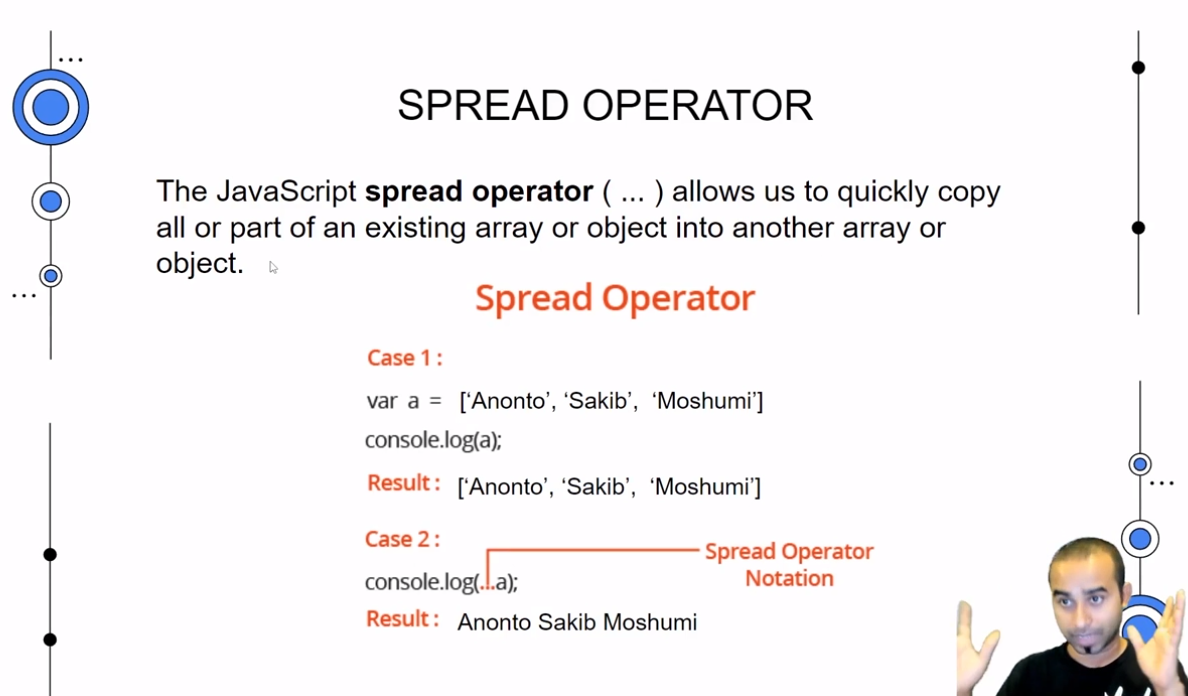 SPREAD OPERATOR
The JavaScript spread operator ( ... ) allows us to quickly copy
all or part of an existing array or object into another array or
object.
Spread Operator
Case 1 :
var a = [‘Anonto’, ‘Sakib’, ‘Moshumi’]
console.log(a);
Result : [‘Anonto’, ‘Sakib’, ‘Moshumi’]
Case 2 :
console.log(...a);
Spread Operator
Notation
Result : Anonto Sakib Moshumi